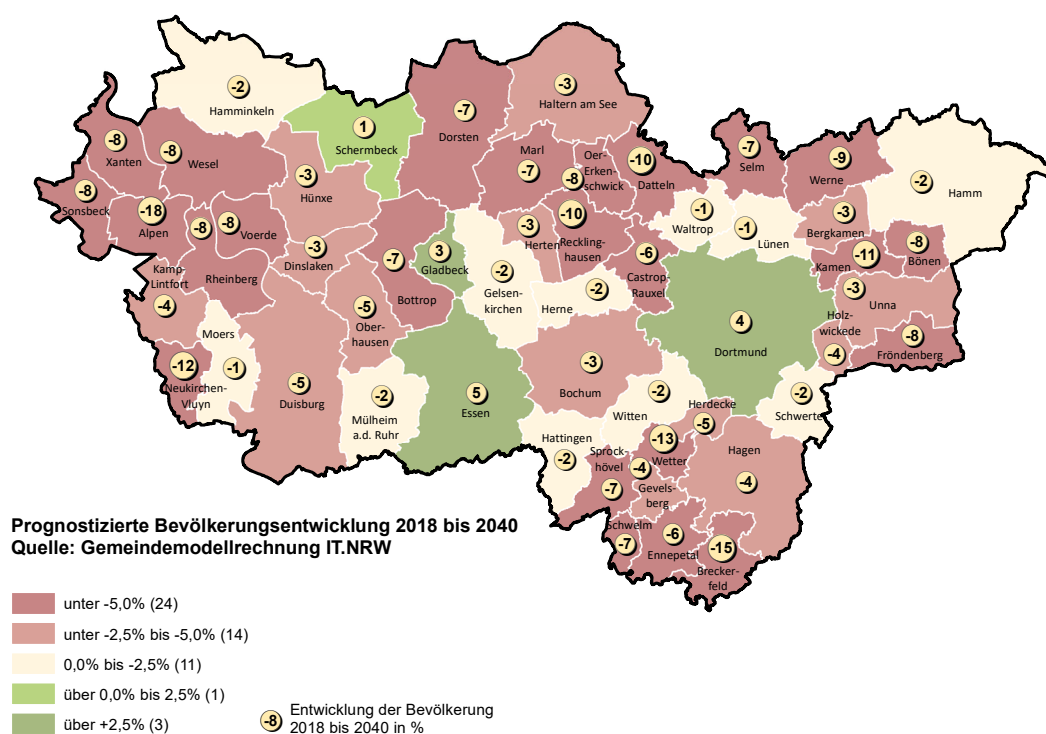 -2
Hamminkeln
1
Schermbeck
-7
Dorsten
-3
Haltern am See
-8
Xanten
-8
Wesel
-3
Hünxe
Marl
-7
Oer-
Erken-
schwick
-8
-10
Datteln
-7
Selm
-9
Werne
-2
Hamm
-8
Sonsbeck
-18
Alpen
-8
-8
Voerde
-3
Dinslaken
-7
Bottrop
3
Gladbeck
-2
Gelsen-
kirchen
-3
Herten
-10
Reckling-
hausen
-6
Castrop-
Rauxel
-1
Waltrop
-1
Lünen
-3
Bergkamen
-11
Kamen
-8
Bönen
Kamp-
Lintfort
-4
Rheinberg
Moers
-1
-12
Neukirchen-
Vluyn
-5
Duisburg
-5
Ober-
hausen
-2
Mülheim
a.d. Ruhr
5
Essen
-2
Herne
-3
Bochum
4
Dortmund
-3
Unna
Holz-
wickede
-4
-8
Fröndenberg
-2
Schwerte
-2
Witten
Herdecke
-5
Hattingen
-2
Sprock-
hövel
-7
-13
Wetter
-4
Gevels-
berg
Hagen
-4
Schwelm
-7
-6
Ennepetal
-15
Brecker-
feld
Prognostizierte Bevölkerungsentwicklung 2018 bis 2040
Quelle: Gemeindemodellrechnung IT.NRW
unter -5,0% (24)
unter -2,5% bis -5,0% (14)
0,0% bis -2,5% (11)
über 0,0% bis 2,5% (1)
über +2,5% (3)
-8
Entwicklung der Bevölkerung
2018 bis 2040 in %